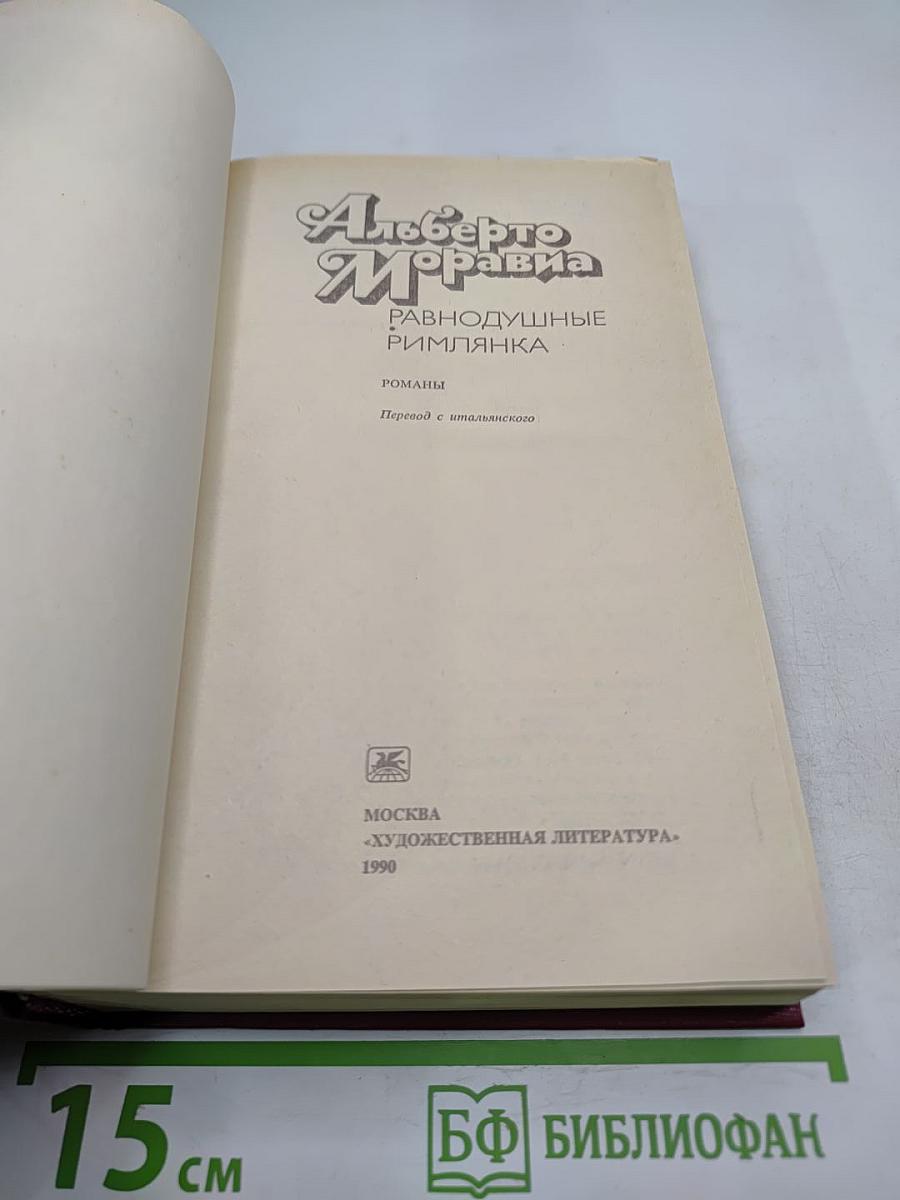 Альберто
Моравиа
РАВНОДУШНЫЕ
РИМЛЯНКА
РОМАНЫ
Перевод с итальянского
МОСКВА
«ХУДОЖЕСТВЕННАЯ ЛИТЕРАТУРА»
1990
15 см
БФ БИБЛИОФАН